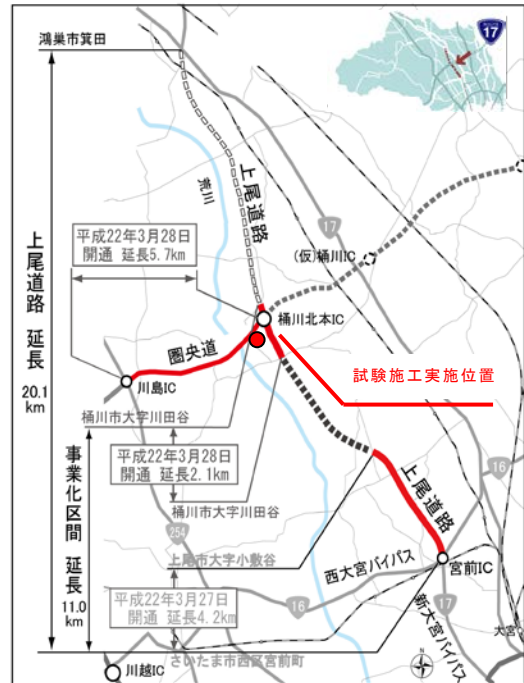 鴻巣市箕田
17
荒川
上尾道路
平成22年3月28日
開通 延長5.7km
17
(仮)桶川IC
上尾道路 延長
20.1
km
桶川北本IC
圏央道
試験施工実施位置
川島IC
桶川市大字川田谷
平成22年3月28日
開通 延長2.1km
桶川市大字川田谷
事業化区間 延長
11.0
km
254
上尾道路
16
上尾市大字小敷谷
西大宮バイパス
宮前IC
平成22年3月27日
開通 延長4.2km
16
17
新大宮バイパス
大宮
さいたま市西区宮前町
川越IC
N